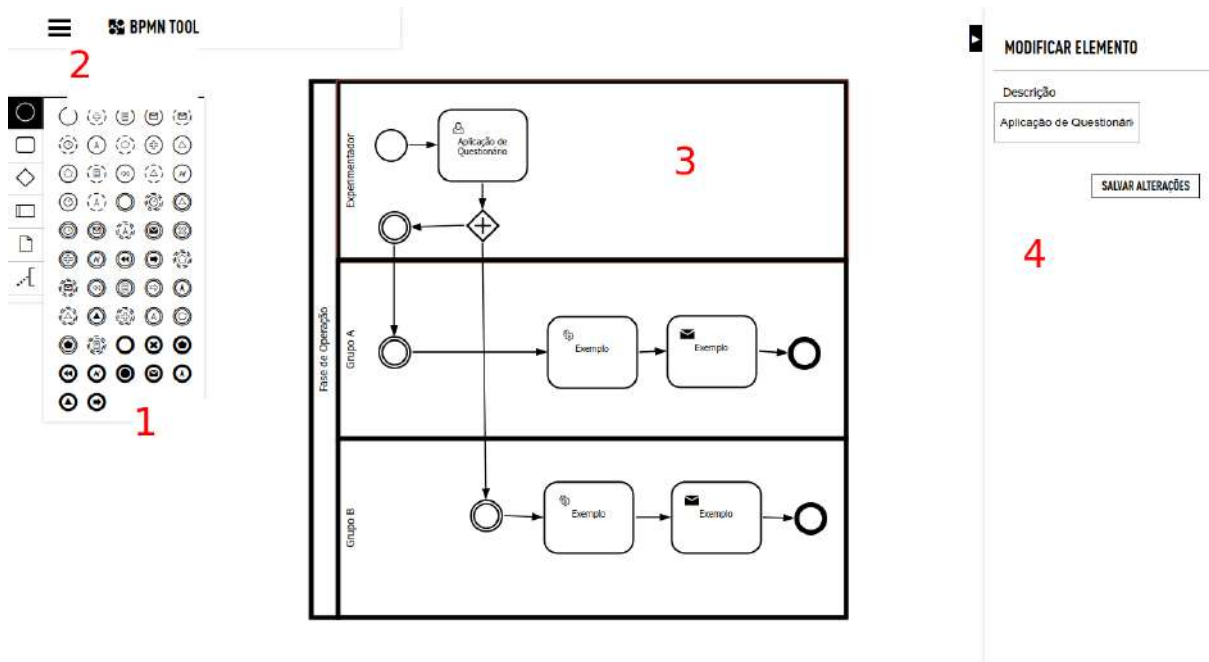 BPMN TOOL
2
MODIFICAR ELEMENTO
Descrição
Aplicação de Questionári
SALVAR ALTERAÇÕES
4
1
3
Fase de Operação
Experimentador
Aplicação de
Questionário
Grupo A
Exemplo
Exemplo
Grupo B
Exemplo
Exemplo